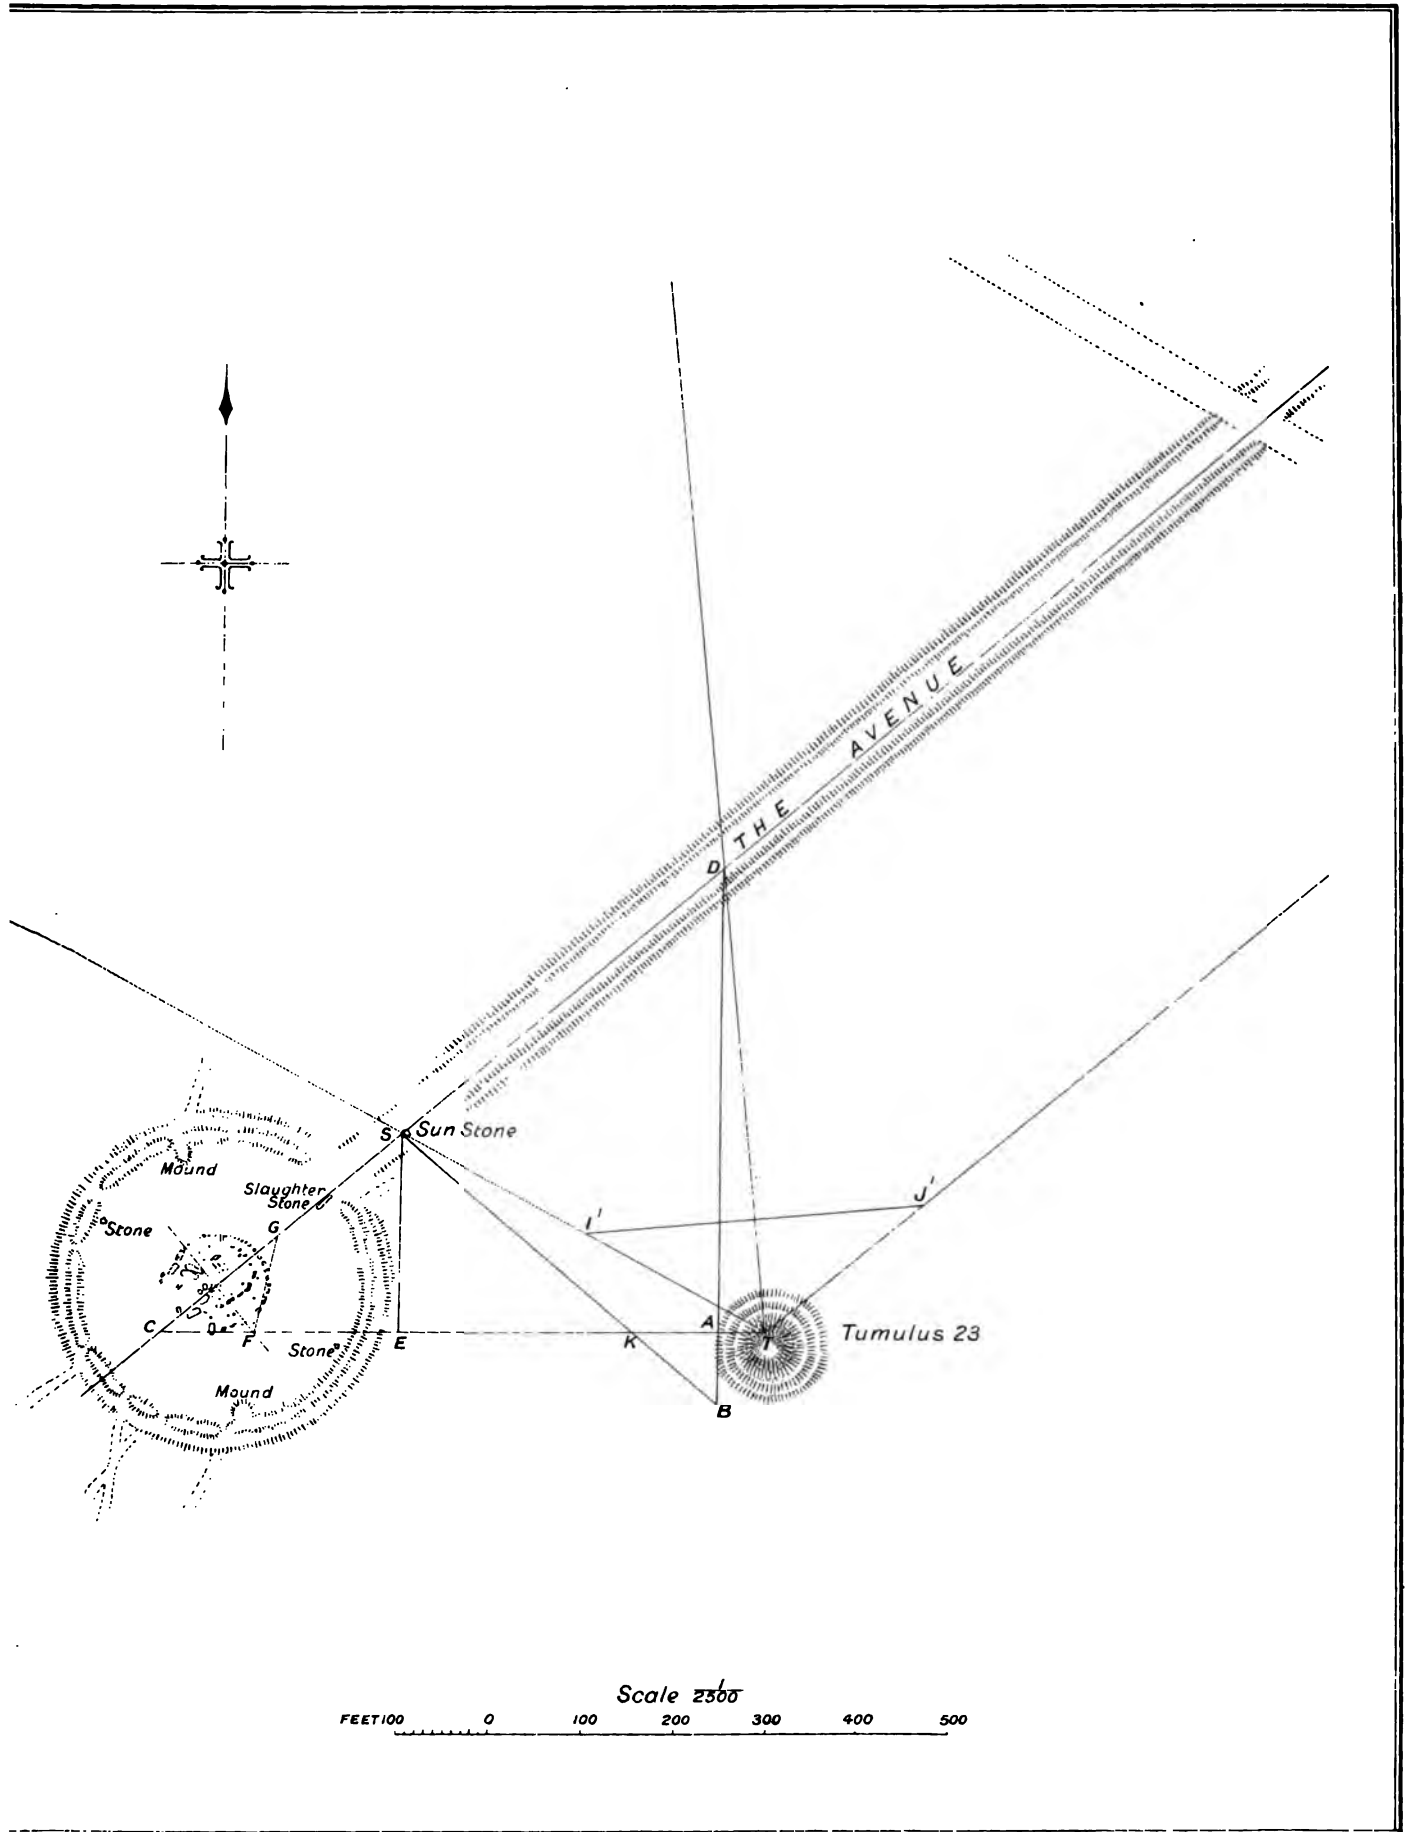 D
THE AVENUE
S
Sun Stone
Mound
Slaughter
Stone
Stone
G
I'
J'
C
F
Stone
E
K
A
T
Tumulus 23
Mound
B
Scale 1/2500
FEET 100 0 100 200 300 400 500